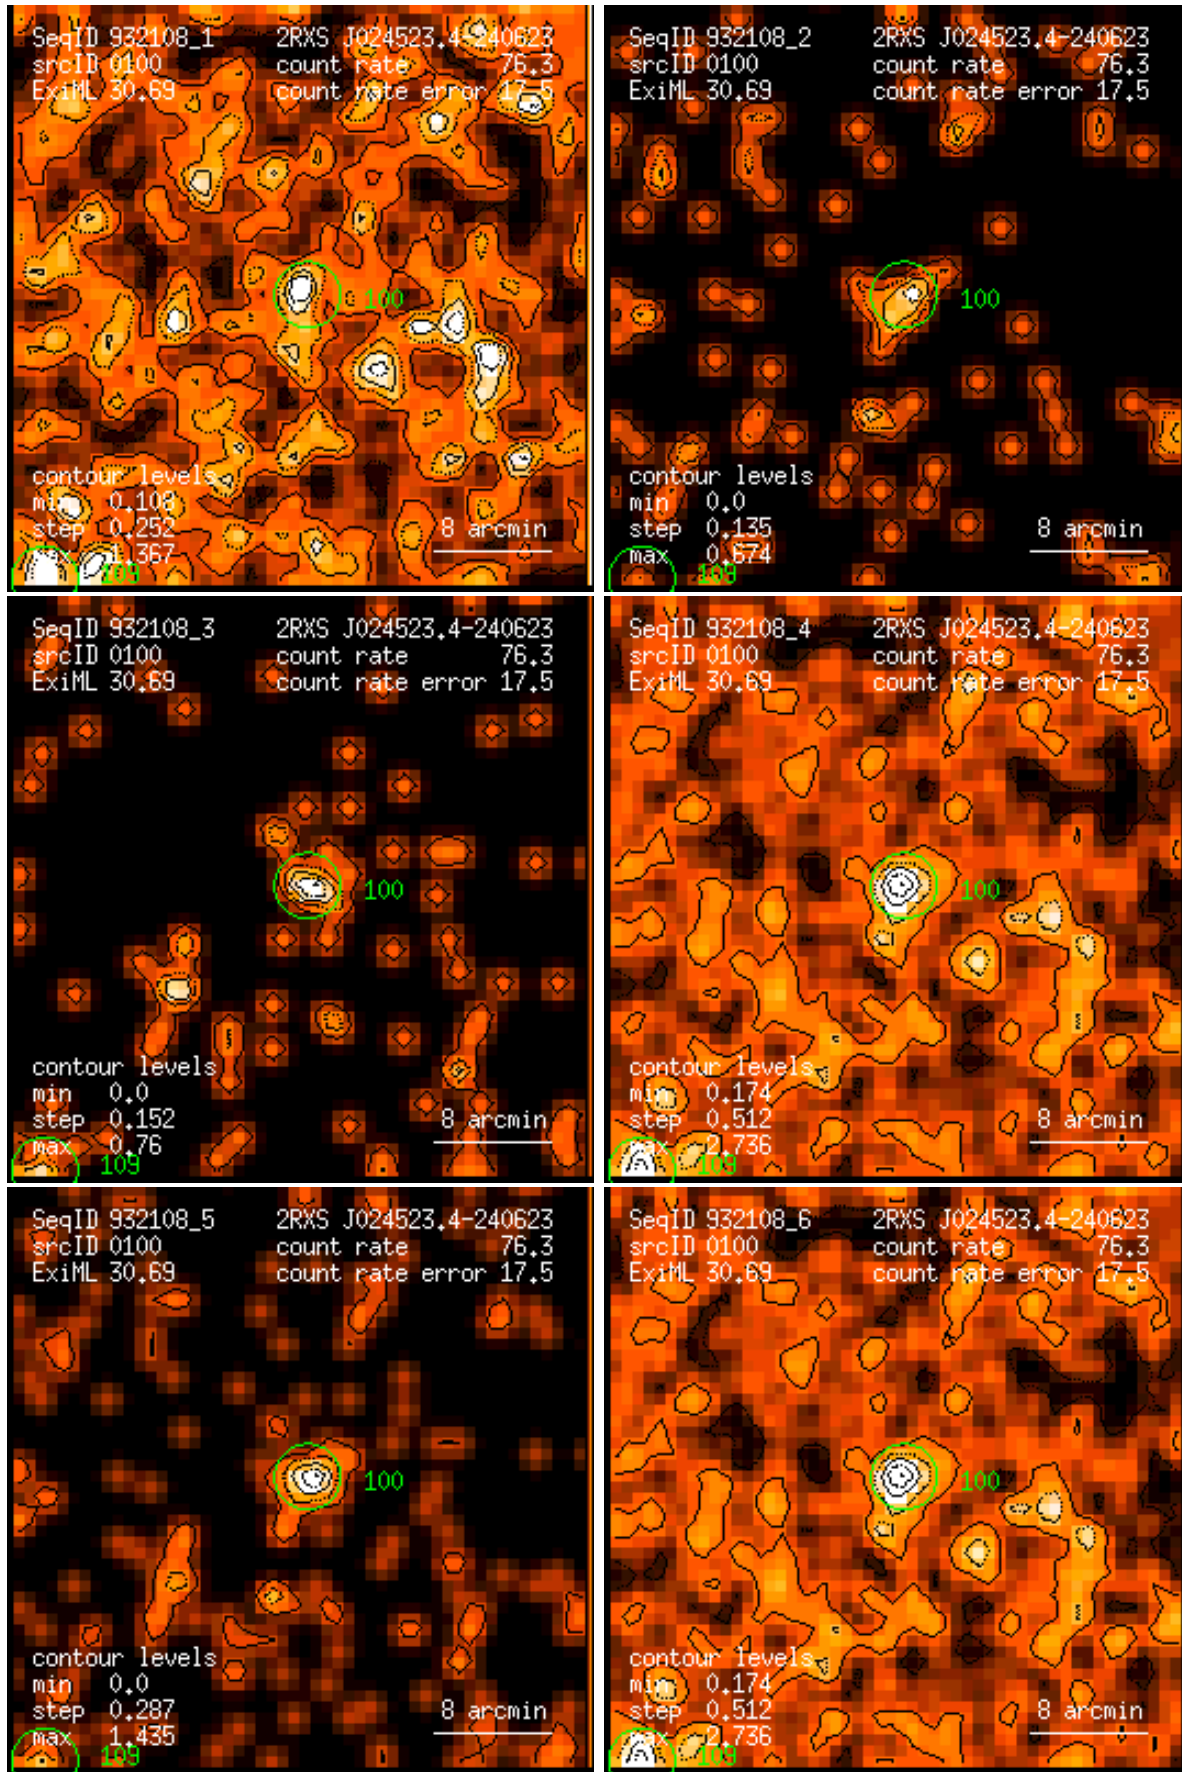 SeqID 932108_1 2RXS J024523.4-240623
srcID 0100 count rate 76.3
ExiML 30.69 count rate error 17.5
100
contour levels
min 0.108
step 0.252 8 arcmin
max 1.367
109
SeqID 932108_2 2RXS J024523.4-240623
srcID 0100 count rate 76.3
ExiML 30.69 count rate error 17.5
100
contour levels
min 0.0
step 0.135 8 arcmin
max 0.674
109
SeqID 932108_3 2RXS J024523.4-240623
srcID 0100 count rate 76.3
ExiML 30.69 count rate error 17.5
100
contour levels
min 0.0
step 0.152 8 arcmin
max 0.76
109
SeqID 932108_4 2RXS J024523.4-240623
srcID 0100 count rate 76.3
ExiML 30.69 count rate error 17.5
100
contour levels
min 0.174
step 0.512 8 arcmin
max 2.736
109
SeqID 932108_5 2RXS J024523.4-240623
srcID 0100 count rate 76.3
ExiML 30.69 count rate error 17.5
100
contour levels
min 0.0
step 0.287 8 arcmin
max 1.435
109
SeqID 932108_6 2RXS J024523.4-240623
srcID 0100 count rate 76.3
ExiML 30.69 count rate error 17.5
100
contour levels
min 0.174
step 0.512 8 arcmin
max 2.736
109